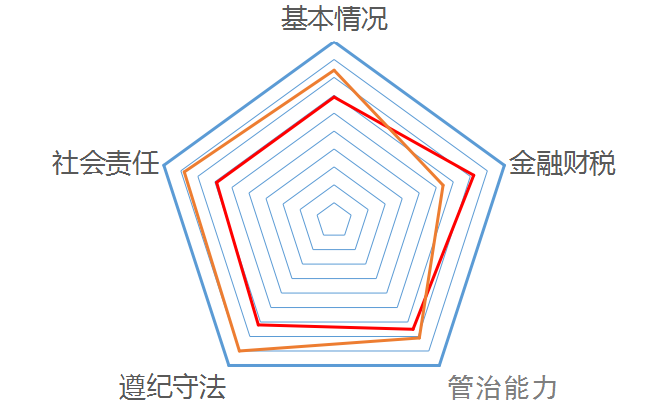 基本情况
社会责任
金融财税
遵纪守法
管治能力